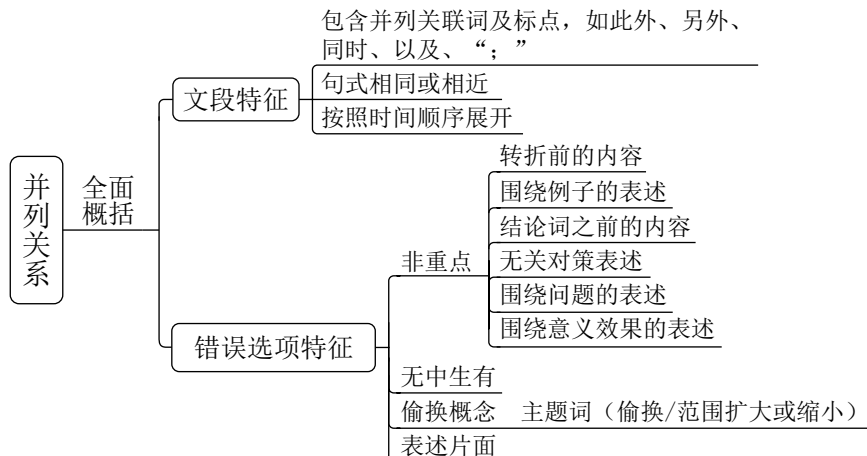 包含并列关联词及标点，如此外、另外、
同时、以及、“；”
文段特征
句式相同或相近
按照时间顺序展开
并列关系
全面
概括
转折前的内容
围绕例子的表述
结论词之前的内容
非重点
无关对策表述
围绕问题的表述
围绕意义效果的表述
错误选项特征
无中生有
偷换概念　主题词（偷换/范围扩大或缩小）
表述片面